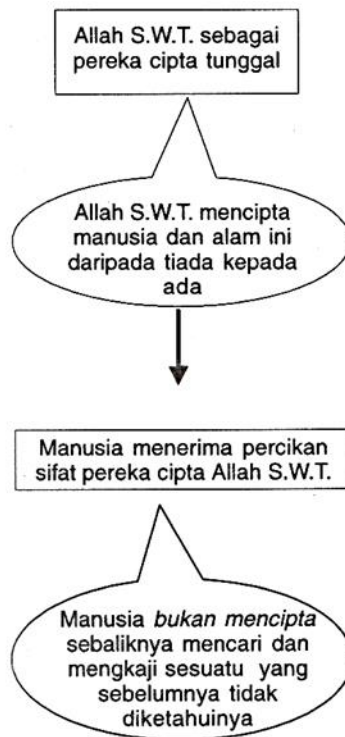 Allah S.W.T. sebagai
pereka cipta tunggal
Allah S.W.T. mencipta
manusia dan alam ini
daripada tiada kepada
ada
Manusia menerima percikan
sifat pereka cipta Allah S.W.T.
Manusia bukan mencipta
sebaliknya mencari dan
mengkaji sesuatu yang
sebelumnya tidak
diketahuinya